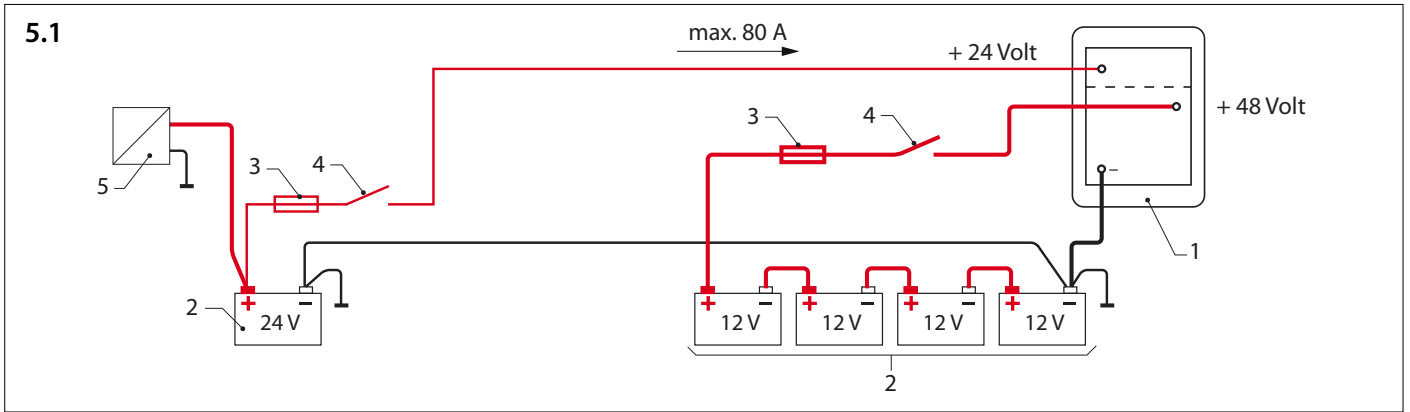 5.1
max. 80 A
+ 24 Volt
+ 48 Volt
3
4
5
3
4
–
1
2
+ –
24 V
+ –
12 V
+ –
12 V
+ –
12 V
+ –
12 V
2